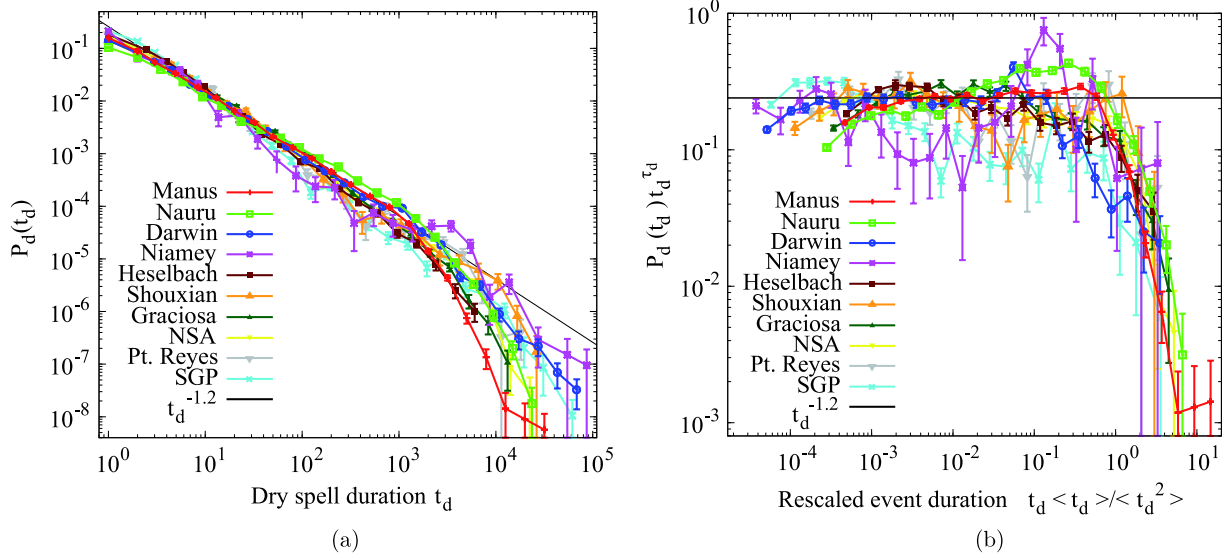 10^-1
10^-2
10^-3
10^-4
10^-5
10^-6
10^-7
10^-8
P_d(t_d)
Manus
Nauru
Darwin
Niamey
Heselbach
Shouxian
Graciosa
NSA
Pt. Reyes
SGP
t_d^-1.2
10^0 10^1 10^2 10^3 10^4 10^5
Dry spell duration t_d
(a)
10^0
10^-1
10^-2
10^-3
P_d (t_d) t_d^τ_d
Manus
Nauru
Darwin
Niamey
Heselbach
Shouxian
Graciosa
NSA
Pt. Reyes
SGP
t_d^-1.2
10^-4 10^-3 10^-2 10^-1 10^0 10^1
Rescaled event duration t_d < t_d >/< t_d^2 >
(b)